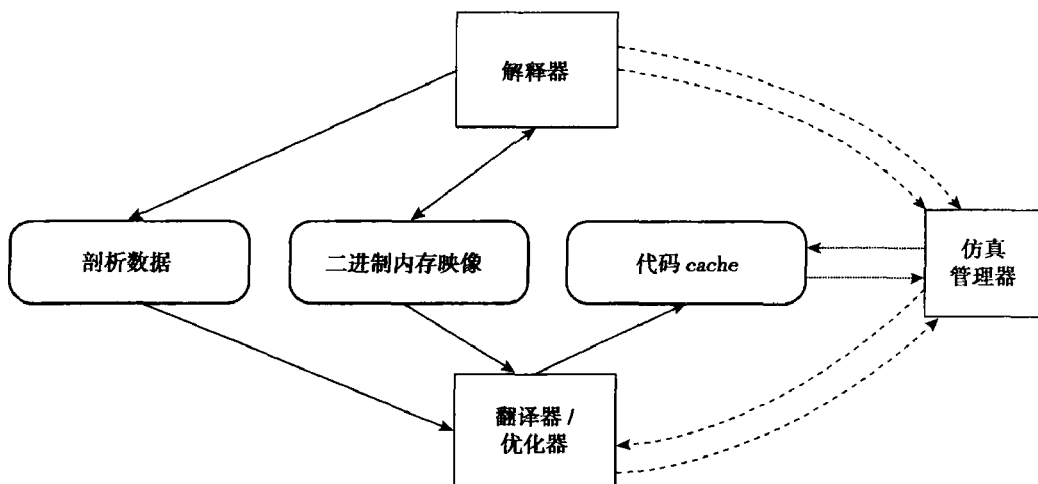 解释器
剖析数据
二进制内存映像
代码 cache
仿真
管理器
翻译器 /
优化器